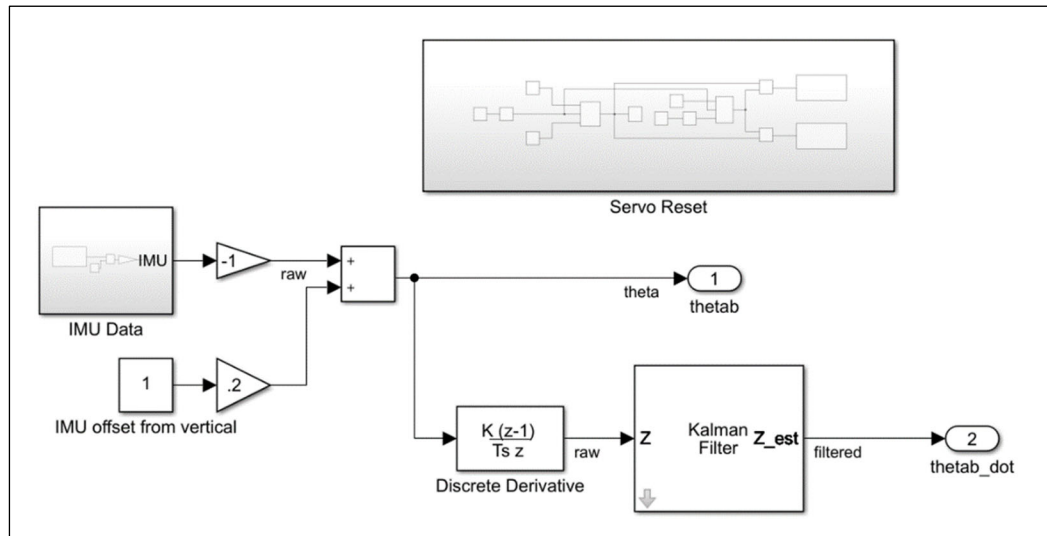 Servo Reset
IMU
-1
raw
+
+
IMU Data
theta
1
thetab
1
.2
IMU offset from vertical
K (z-1)
Ts z
raw
Discrete Derivative
Z
Kalman
Filter
Z_est
filtered
2
thetab_dot